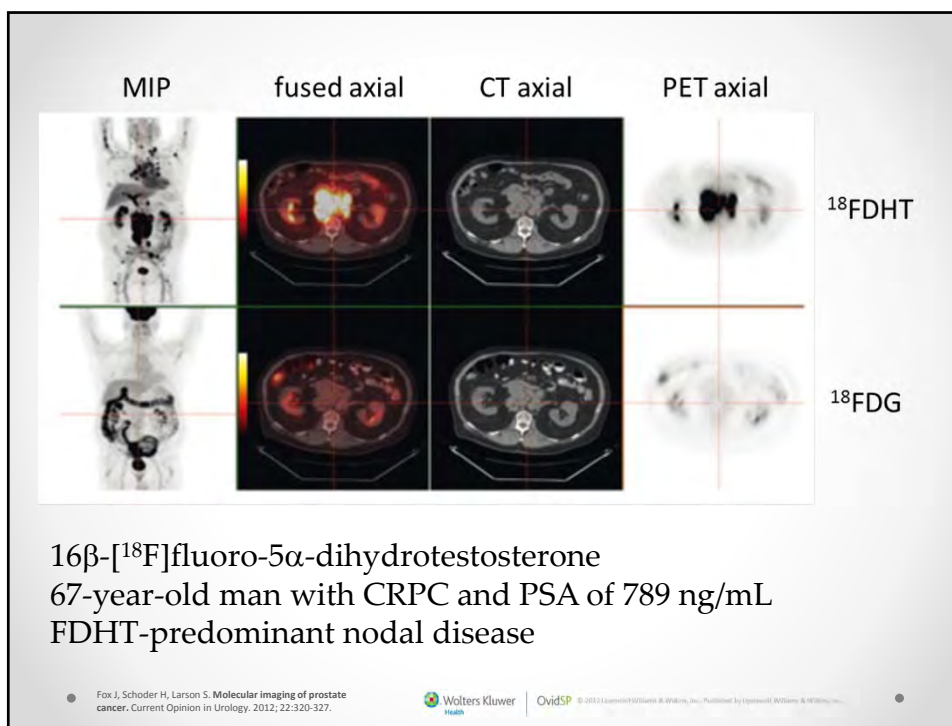 MIP fused axial CT axial PET axial
¹⁸FDHT
¹⁸FDG
16β-[¹⁸F]fluoro-5α-dihydrotestosterone
67-year-old man with CRPC and PSA of 789 ng/mL
FDHT-predominant nodal disease
Fox J, Schoder H, Larson S. Molecular imaging of prostate
cancer. Current Opinion in Urology. 2012; 22:320-327.
Wolters Kluwer OvidSP
Health